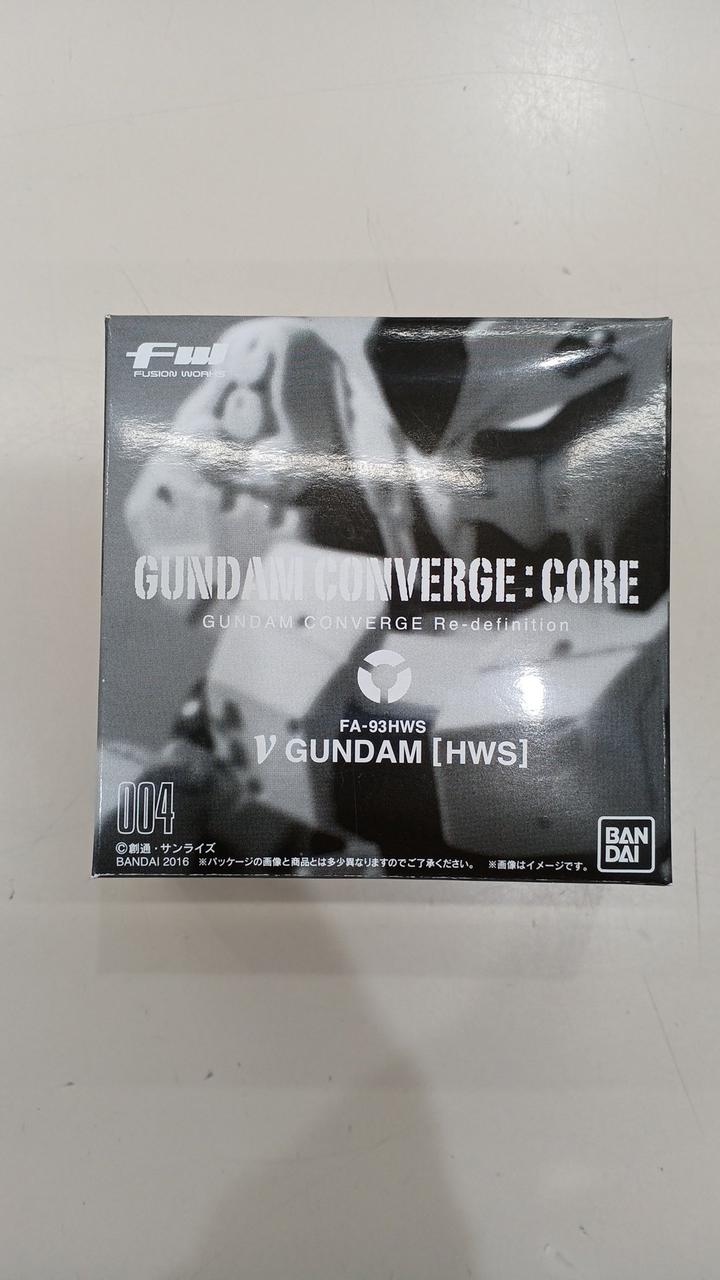 fw
FUSION WORKS
GUNDAM CONVERGE:CORE
GUNDAM CONVERGE Re-definition
FA-93HWS
ν GUNDAM [HWS]
004
©創通・サンライズ
BANDAI 2016 ※パッケージの画像と商品とは多少異なりますのでご了承ください。 ※画像はイメージです。
BAN
DAI